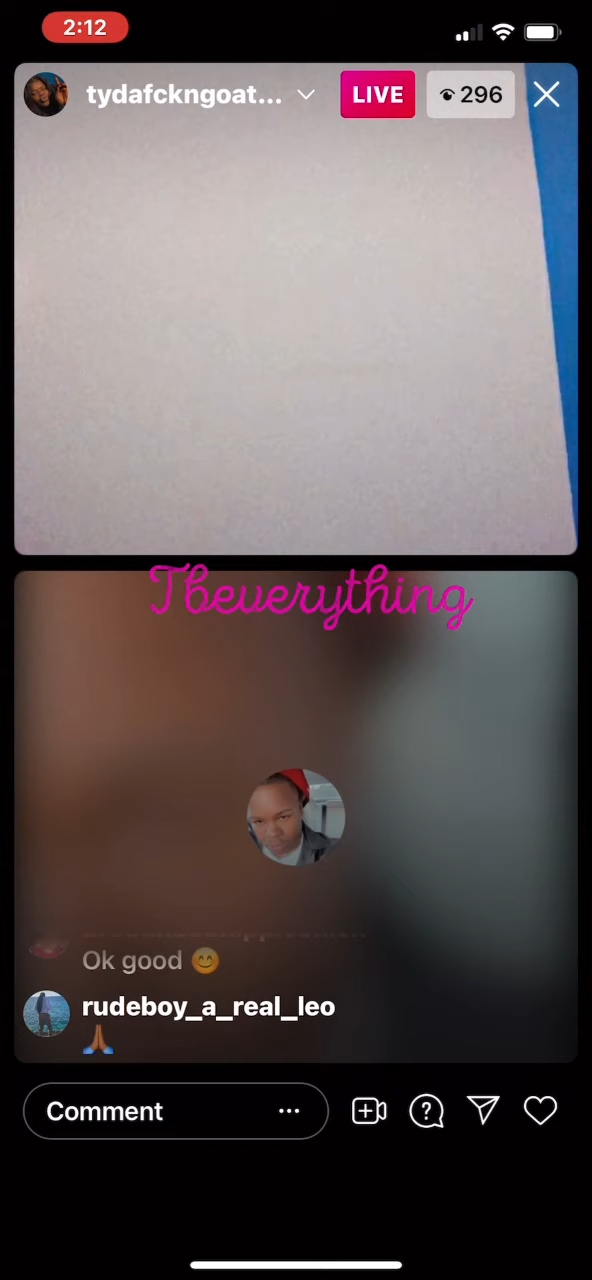 2:12
tydafckngoat...
LIVE
296
Tbeverything
Ok good 😊
rudeboy_a_real_leo
🙏🏾
Comment